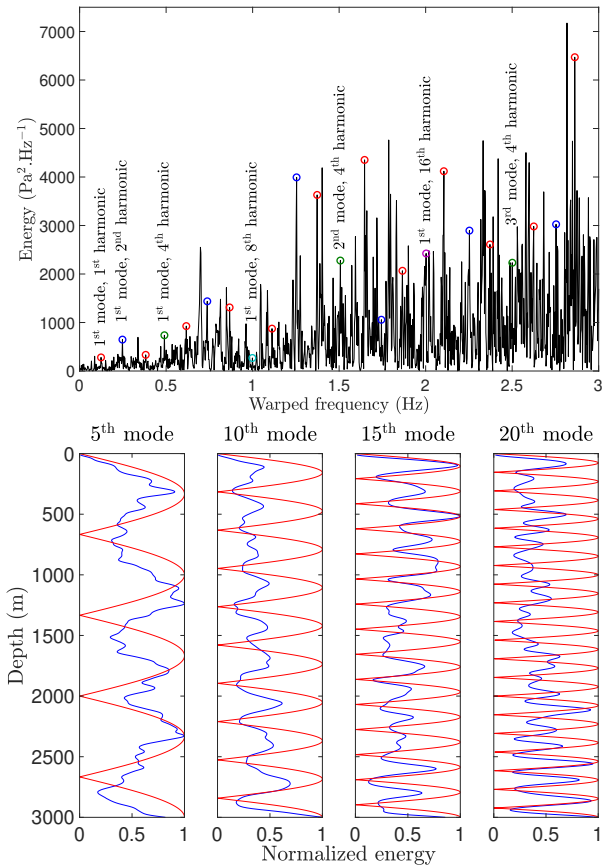 7000
6000
5000
4000
3000
2000
1000
0
Energy (Pa².Hz⁻¹)
1ˢᵗ mode, 1ˢᵗ harmonic
1ˢᵗ mode, 2ⁿᵈ harmonic
1ˢᵗ mode, 4ᵗʰ harmonic
1ˢᵗ mode, 8ᵗʰ harmonic
2ⁿᵈ mode, 4ᵗʰ harmonic
1ˢᵗ mode, 16ᵗʰ harmonic
3ʳᵈ mode, 4ᵗʰ harmonic
0 0.5 1 1.5 2 2.5 3
Warped frequency (Hz)
5ᵗʰ mode 10ᵗʰ mode 15ᵗʰ mode 20ᵗʰ mode
0
500
1000
1500
2000
2500
3000
Depth (m)
0 0.5 1 0 0.5 1 0 0.5 1 0 0.5 1
Normalized energy